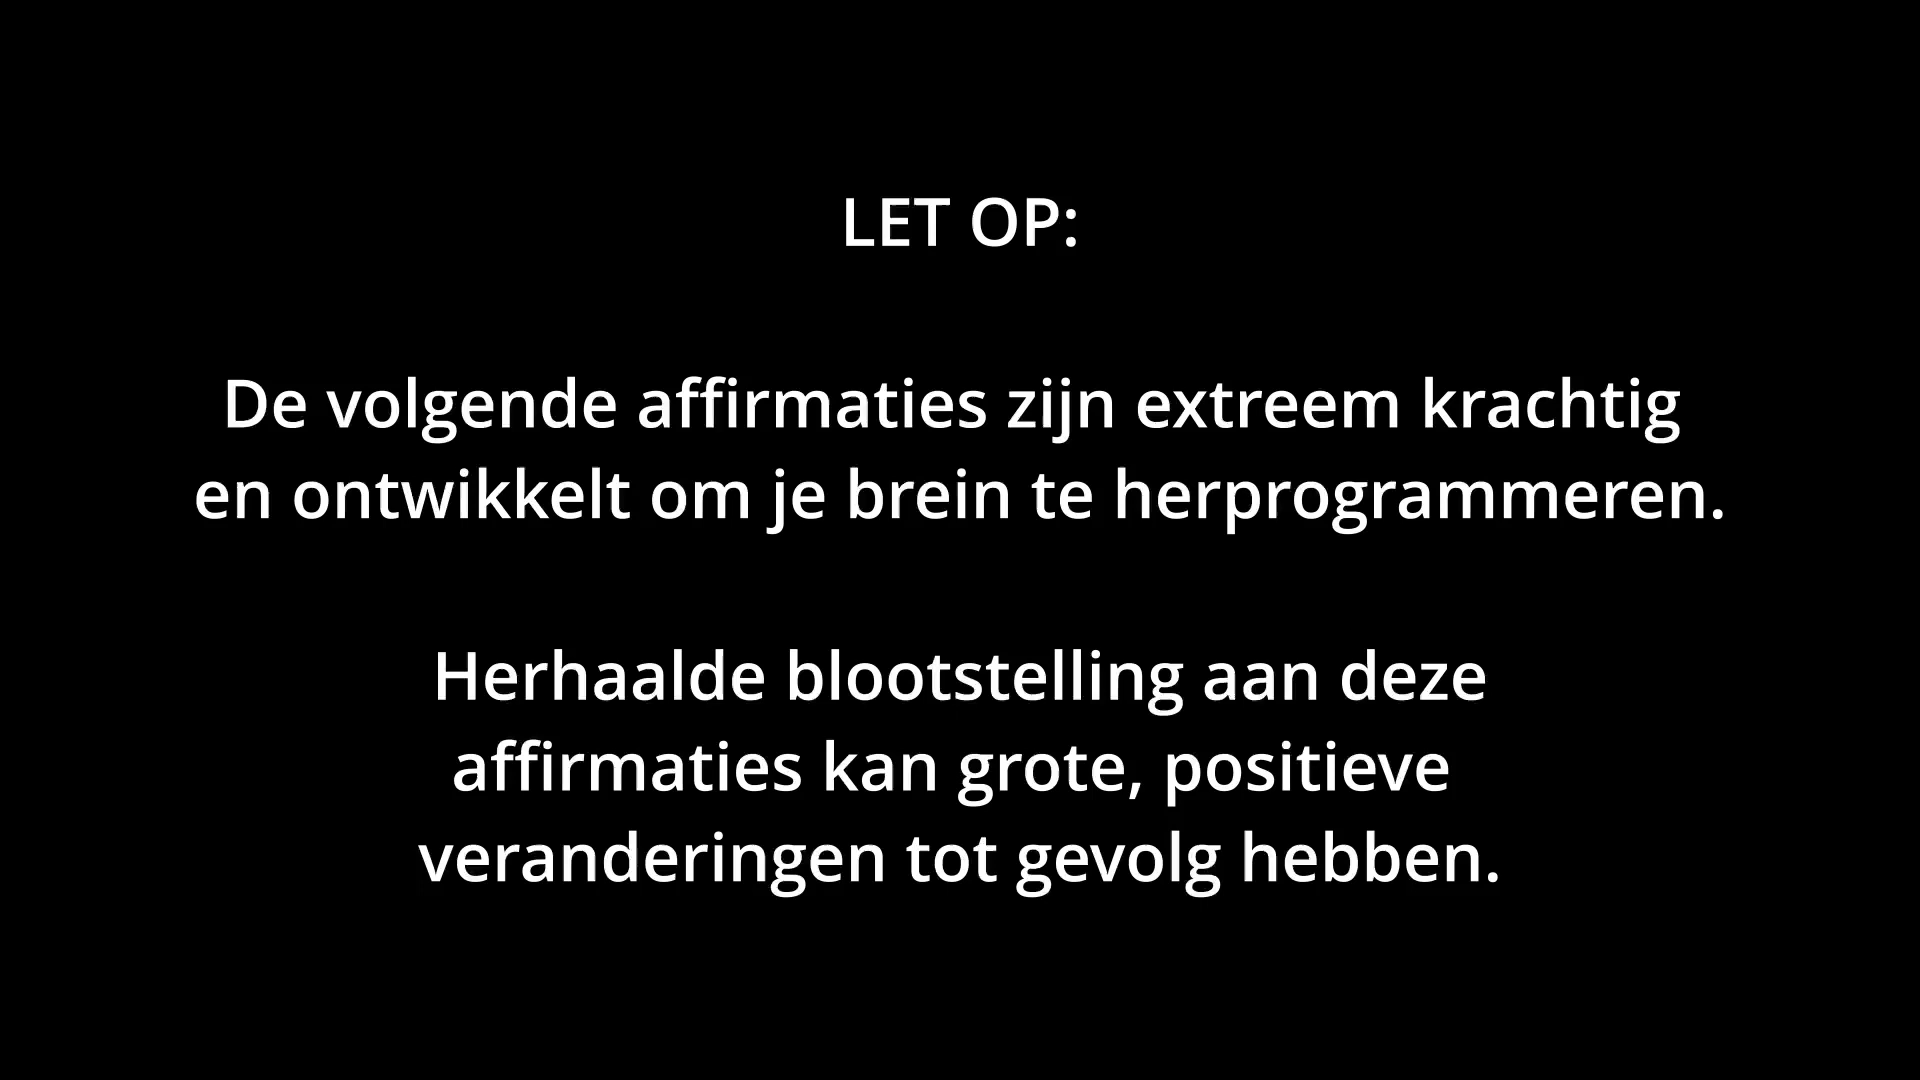 LET OP:
De volgende affirmaties zijn extreem krachtig
en ontwikkelt om je brein te herprogrammeren.
Herhaalde blootstelling aan deze
affirmaties kan grote, positieve
veranderingen tot gevolg hebben.